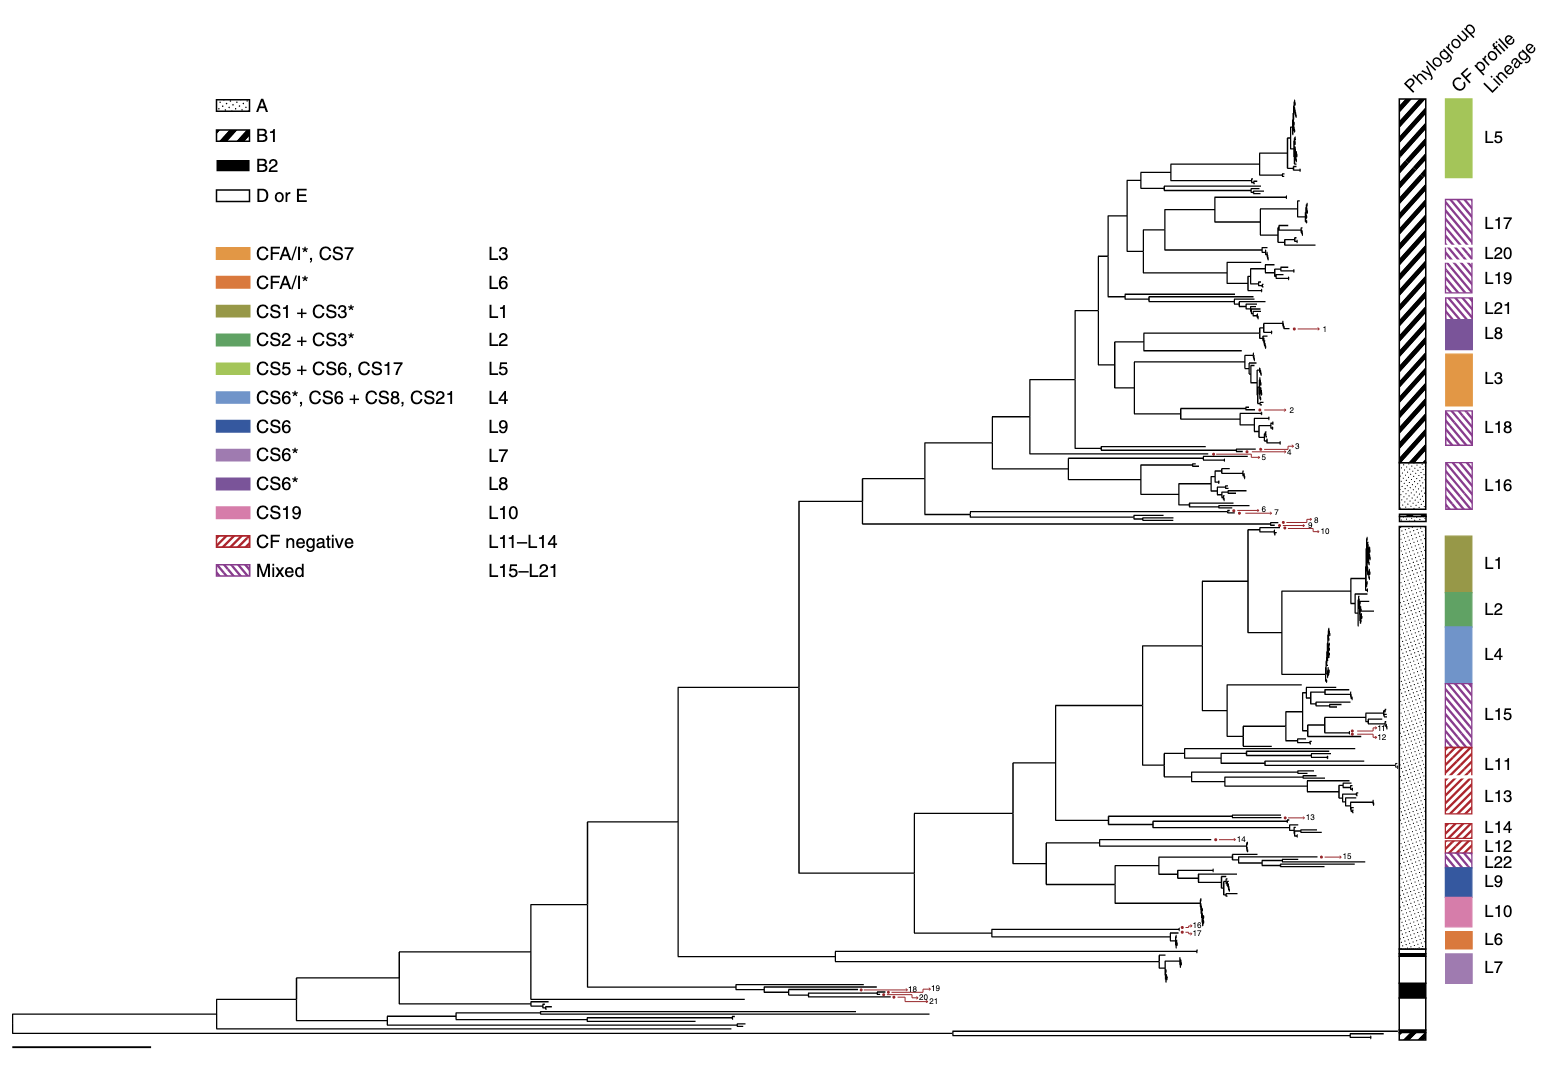 Phylogroup
CF profile
Lineage
A
B1
B2
D or E
CFA/I*, CS7 L3
CFA/I* L6
CS1 + CS3* L1
CS2 + CS3* L2
CS5 + CS6, CS17 L5
CS6*, CS6 + CS8, CS21 L4
CS6 L9
CS6* L7
CS6* L8
CS19 L10
CF negative L11–L14
Mixed L15–L21
L5
L17
L20
L19
L21
1
L8
L3
2
L18
3
4
5
L16
6
7
8
9
10
L1
L2
L4
L15
11
12
L11
L13
13
L14
14
L12
15
L22
L9
L10
16
17
L6
L7
18
19
20
21